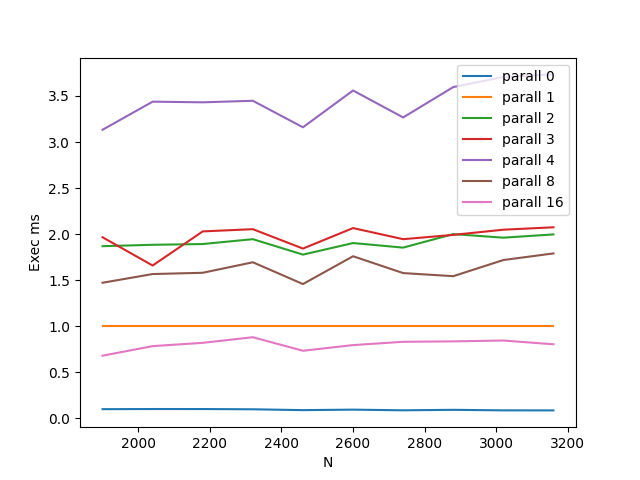 3.5
3.0
2.5
2.0
1.5
1.0
0.5
0.0
Exec ms
2000 2200 2400 2600 2800 3000 3200
N
parall 0
parall 1
parall 2
parall 3
parall 4
parall 8
parall 16